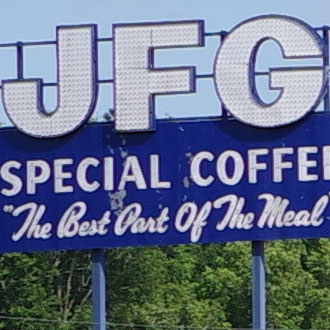 JFG
SPECIAL COFFEE
"The Best Part Of The Meal"